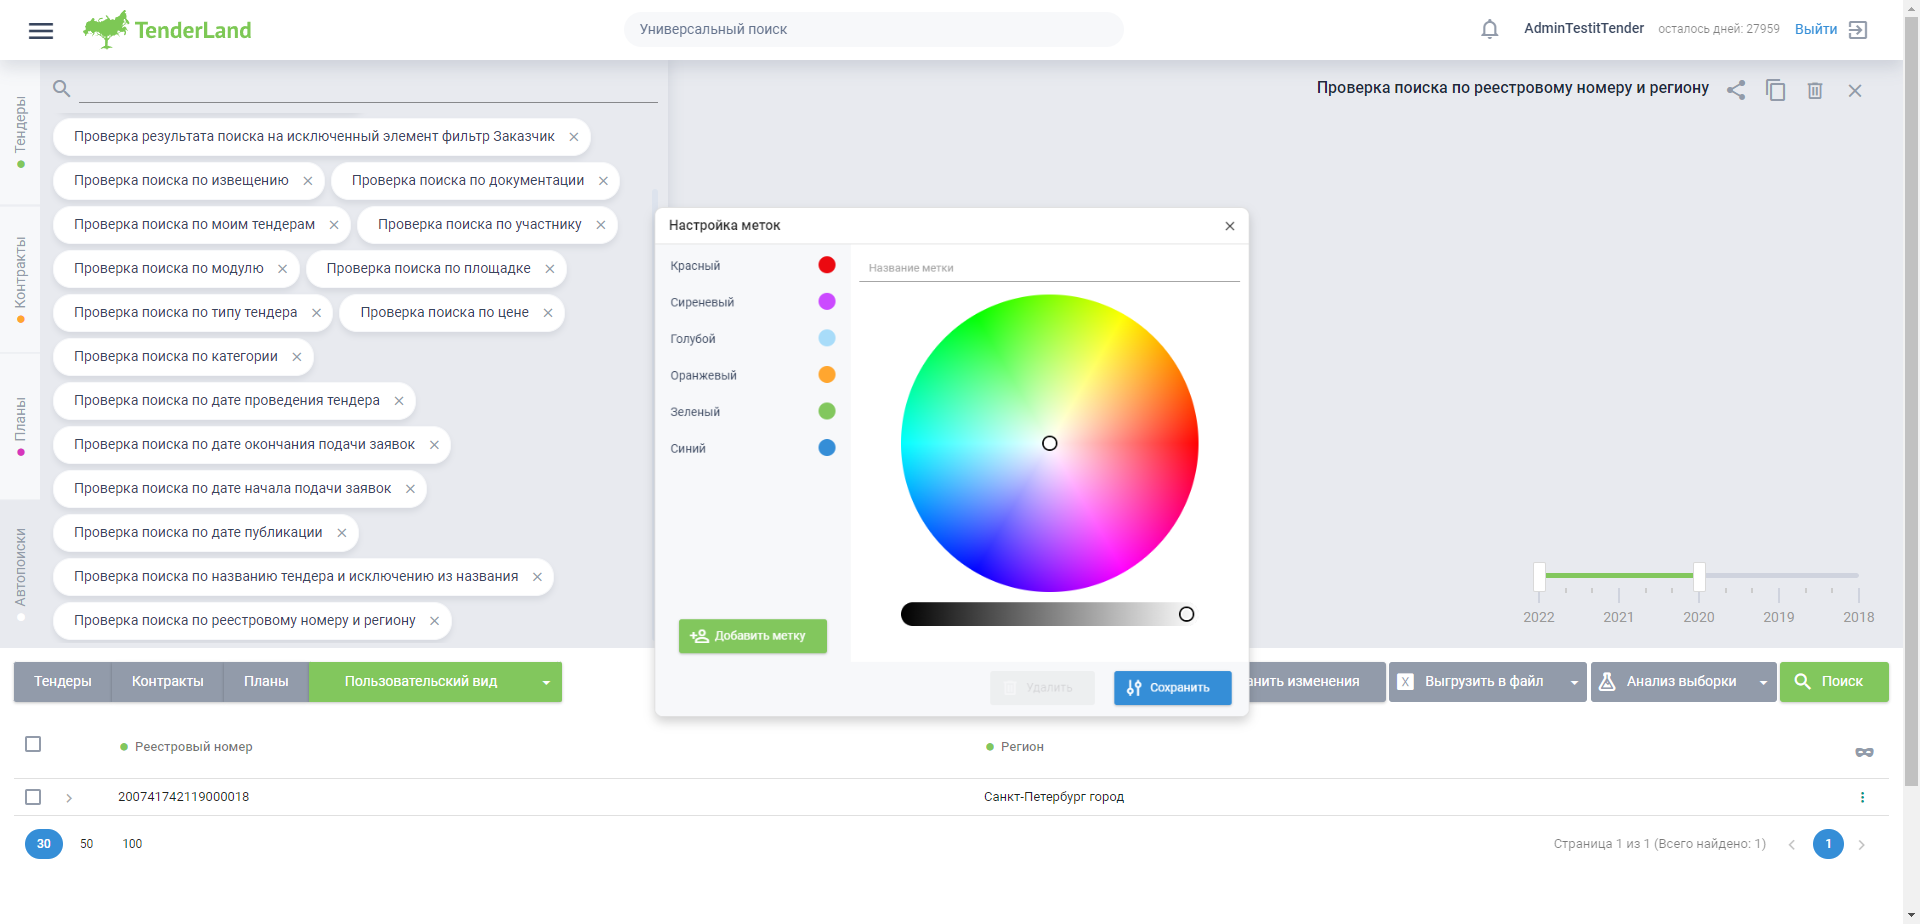 TenderLand
Универсальный поиск
AdminTestitTender
осталось дней: 27959
Выйти
Тендеры
Контракты
Планы
Автопоиски
Проверка результата поиска на исключенный элемент фильтр Заказчик
Проверка поиска по извещению
Проверка поиска по документации
Проверка поиска по моим тендерам
Проверка поиска по участнику
Проверка поиска по модулю
Проверка поиска по площадке
Проверка поиска по типу тендера
Проверка поиска по цене
Проверка поиска по категории
Проверка поиска по дате проведения тендера
Проверка поиска по дате окончания подачи заявок
Проверка поиска по дате начала подачи заявок
Проверка поиска по дате публикации
Проверка поиска по названию тендера и исключению из названия
Проверка поиска по реестровому номеру и региону
Проверка поиска по реестровому номеру и региону
2022 2021 2020 2019 2018
Настройка меток
Красный
Сиреневый
Голубой
Оранжевый
Зеленый
Синий
Название метки
Добавить метку
Удалить
Сохранить
Тендеры
Контракты
Планы
Пользовательский вид
нить изменения
X Выгрузить в файл
Анализ выборки
Поиск
Реестровый номер
Регион
200741742119000018
Санкт-Петербург город
30 50 100
Страница 1 из 1 (Всего найдено: 1)
1